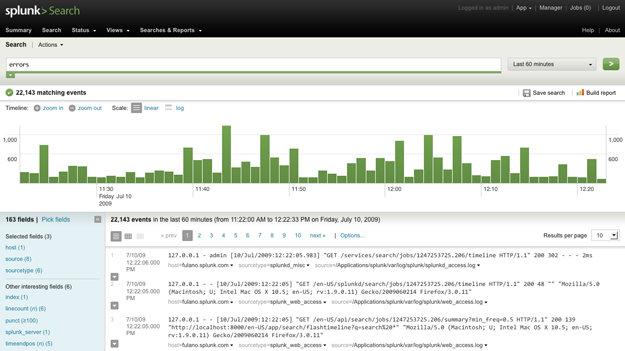 splunk> Search
Logged in as admin | App | Manager | Jobs (0) | Logout
Summary Search Status Views Searches & Reports Help | About
Search | Actions
errors Last 60 minutes >
22,143 matching events Save search | Build report
Timeline: zoom in zoom out Scale: linear log
1,000 1,000
600 600
11:30 11:40 11:50 12:00 12:10 12:20
Friday Jul 10
2009
163 fields | Pick fields «
22,143 events in the last 60 minutes (from 11:22:00 AM to 12:22:33 PM on Friday, July 10, 2009)
Selected fields (3)
host (1)
source (8)
sourcetype (6)
Other interesting fields (6)
index (1)
linecount (n) (6)
punct (≥100)
splunk_server (1)
timeendpos (n) (5)
« prev 1 2 3 4 5 6 7 8 9 10 next » | Options... Results per page 10
1 7/10/09 12:22:06.000 PM
127.0.0.1 - admin [10/Jul/2009:12:22:05.983] "GET /services/search/jobs/1247253725.206/timeline HTTP/1.1" 200 302 - - - 2ms
host=fulano.splunk.com sourcetype=splunkd_misc source=/Applications/splunk/var/log/splunk/splunkd_access.log
2 7/10/09 12:22:05.000 PM
127.0.0.1 - - [10/Jul/2009:12:22:05] "GET /en-US/splunkd/search/jobs/1247253725.206/timeline HTTP/1.1" 200 48 "" "Mozilla/5.0
(Macintosh; U; Intel Mac OS X 10.5; en-US; rv:1.9.0.11) Gecko/2009060214 Firefox/3.0.11"
host=fulano.splunk.com sourcetype=splunk_web_access source=/Applications/splunk/var/log/splunk/web_access.log
3 7/10/09 12:22:05.000 PM
127.0.0.1 - - [10/Jul/2009:12:22:05] "GET /en-US/api/search/jobs/1247253725.206/summary?min_freq=0.5 HTTP/1.1" 200 139
"http://localhost:8000/en-US/app/search/flashtimeline?q=search%20*" "Mozilla/5.0 (Macintosh; U; Intel Mac OS X 10.5; en-US;
rv:1.9.0.11) Gecko/2009060214 Firefox/3.0.11"
host=fulano.splunk.com sourcetype=splunk_web_access source=/Applications/splunk/var/log/splunk/web_access.log